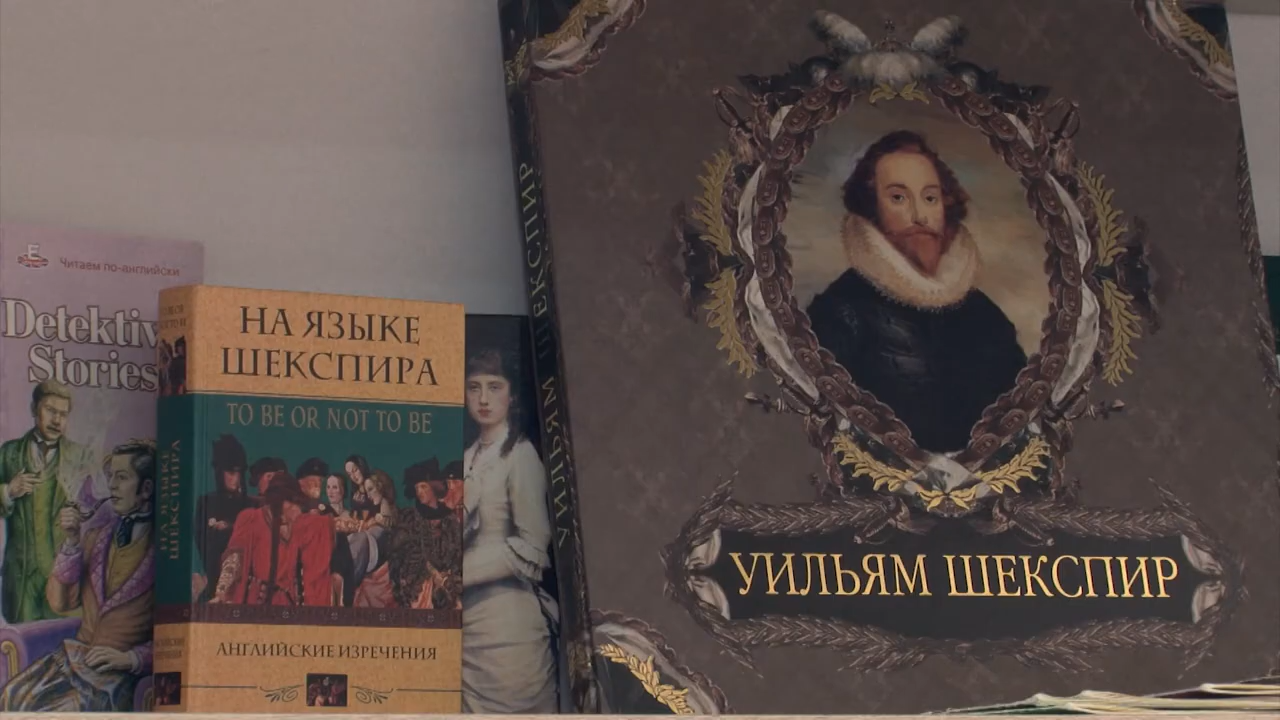 Читаем по-английски
Detektiv
Stories
НА ЯЗЫКЕ
ШЕКСПИРА
TO BE OR NOT TO BE
АНГЛИЙСКИЕ ИЗРЕЧЕНИЯ
НА ЯЗЫКЕ
ШЕКСПИРА
УИЛЬЯМ ШЕКСПИР
УИЛЬЯМ ШЕКСПИР